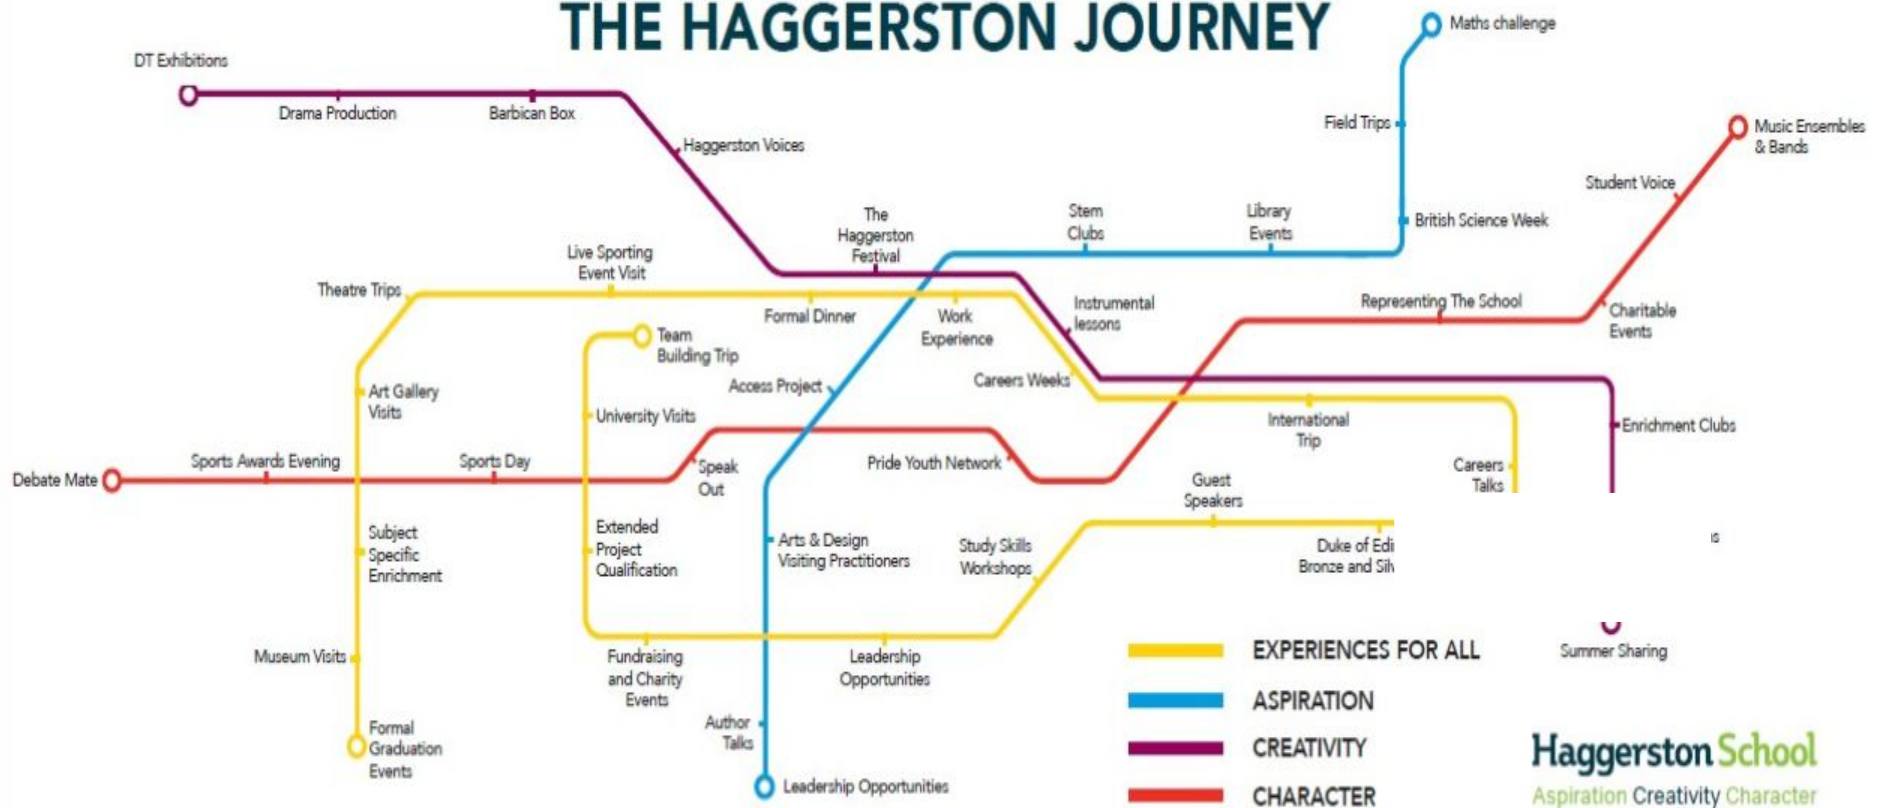 THE HAGGERSTON JOURNEY
Maths challenge
DT Exhibitions
Drama Production
Barbican Box
Haggerston Voices
Field Trips
Music Ensembles
& Bands
Student Voice
The
Haggerston
Festival
Stem
Clubs
Library
Events
British Science Week
Live Sporting
Event Visit
Theatre Trips
Formal Dinner
Work
Experience
Instrumental
lessons
Representing The School
Charitable
Events
Team
Building Trip
Access Project
Careers Weeks
Art Gallery
Visits
University Visits
International
Trip
Enrichment Clubs
Debate Mate
Sports Awards Evening
Sports Day
Speak
Out
Pride Youth Network
Guest
Speakers
Careers
Talks
Subject
Specific
Enrichment
Extended
Project
Qualification
Arts & Design
Visiting Practitioners
Study Skills
Workshops
Duke of Edi
Bronze and
Museum Visits
Fundraising
and Charity
Events
Leadership
Opportunities
Summer Sharing
Formal
Graduation
Events
Author
Talks
Leadership Opportunities
EXPERIENCES FOR ALL
ASPIRATION
CREATIVITY
CHARACTER
Haggerston School
Aspiration Creativity Character